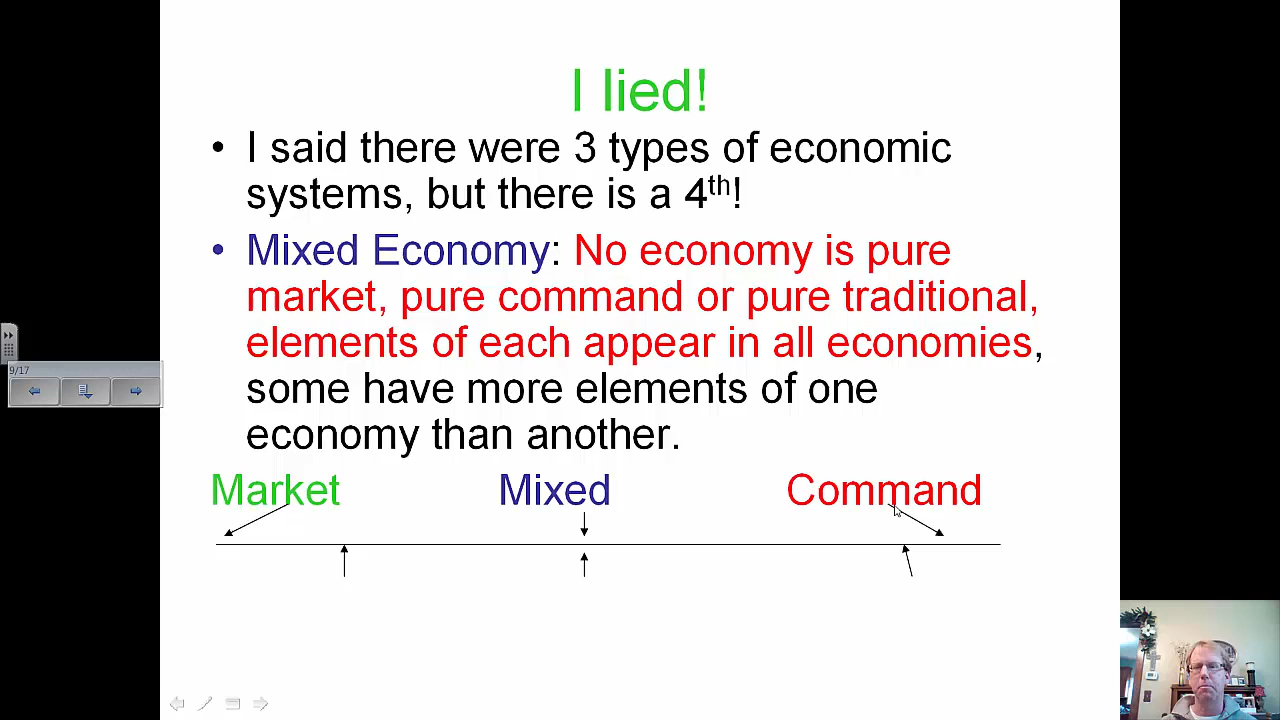 I lied!
• I said there were 3 types of economic
systems, but there is a 4th!
• Mixed Economy: No economy is pure
market, pure command or pure traditional,
elements of each appear in all economies,
some have more elements of one
economy than another.
Market Mixed Command
9/17